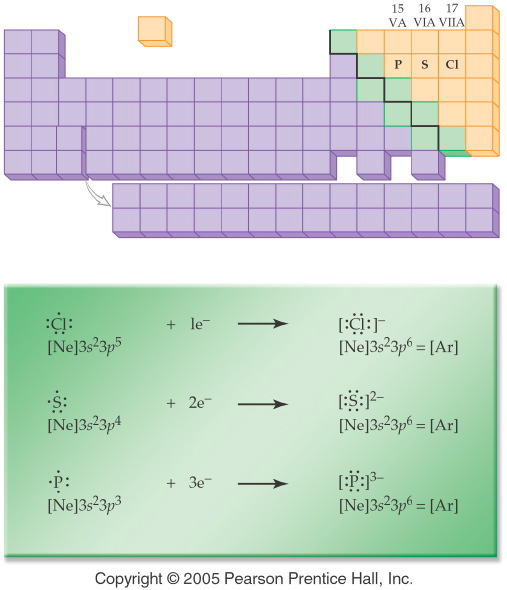 15 16 17
VA VIA VIIA
P S Cl
:Cl: + 1e⁻ → [:Cl:]⁻
[Ne]3s²3p⁵ [Ne]3s²3p⁶ = [Ar]
·S: + 2e⁻ → [:S:]²⁻
[Ne]3s²3p⁴ [Ne]3s²3p⁶ = [Ar]
·P: + 3e⁻ → [:P:]³⁻
[Ne]3s²3p³ [Ne]3s²3p⁶ = [Ar]
Copyright © 2005 Pearson Prentice Hall, Inc.